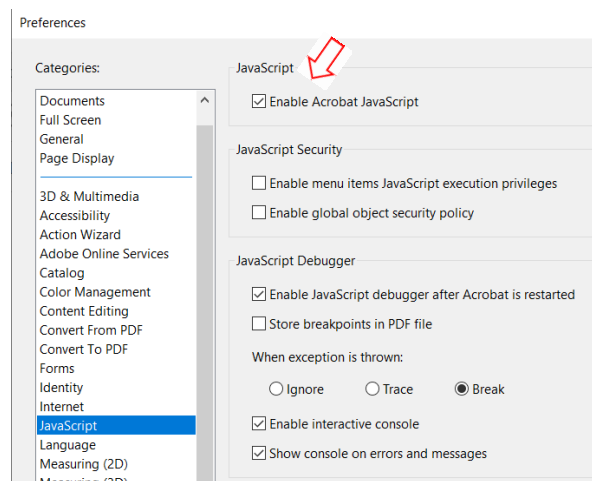 Preferences
Categories:
Documents
Full Screen
General
Page Display
3D & Multimedia
Accessibility
Action Wizard
Adobe Online Services
Catalog
Color Management
Content Editing
Convert From PDF
Convert To PDF
Forms
Identity
Internet
JavaScript
Language
Measuring (2D)
Measuring (3D)
JavaScript
Enable Acrobat JavaScript
JavaScript Security
Enable menu items JavaScript execution privileges
Enable global object security policy
JavaScript Debugger
Enable JavaScript debugger after Acrobat is restarted
Store breakpoints in PDF file
When exception is thrown:
Ignore Trace Break
Enable interactive console
Show console on errors and messages